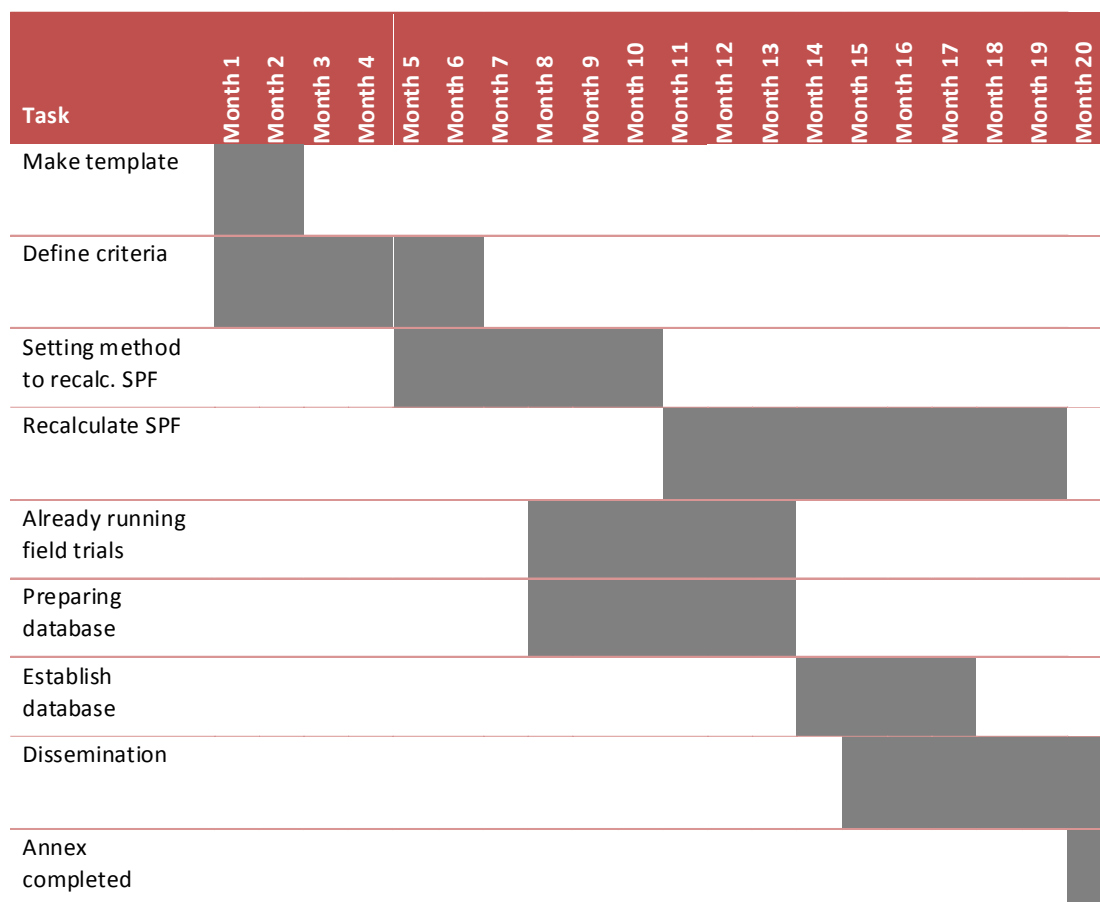 Task
Month 1
Month 2
Month 3
Month 4
Month 5
Month 6
Month 7
Month 8
Month 9
Month 10
Month 11
Month 12
Month 13
Month 14
Month 15
Month 16
Month 17
Month 18
Month 19
Month 20
Make template
Define criteria
Setting method
to recalc. SPF
Recalculate SPF
Already running
field trials
Preparing
database
Establish
database
Dissemination
Annex
completed